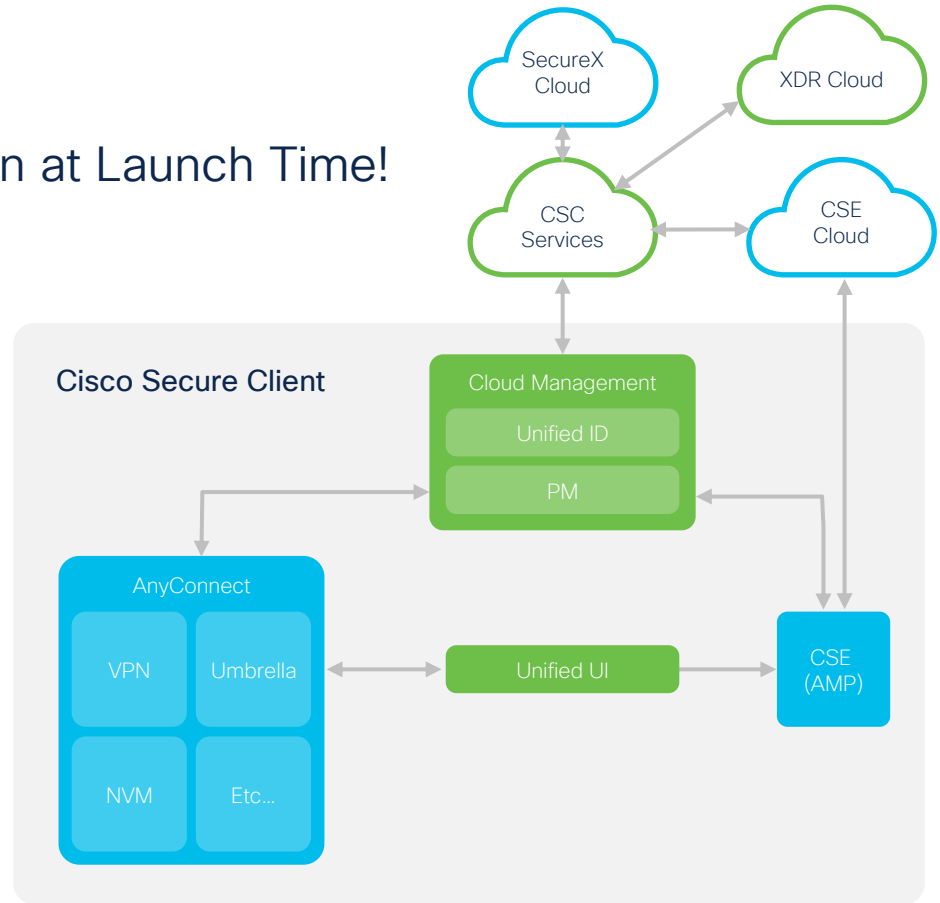 SecureX
Cloud
XDR Cloud
n at Launch Time!
CSC
Services
CSE
Cloud
Cisco Secure Client
Cloud Management
Unified ID
PM
AnyConnect
VPN
Umbrella
Unified UI
CSE
(AMP)
NVM
Etc...